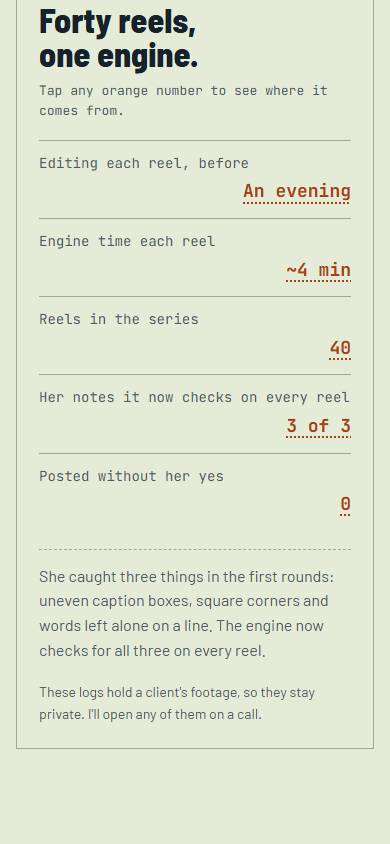 Forty reels,
one engine.
Tap any orange number to see where it
comes from.
Editing each reel, before
An evening
Engine time each reel
~4 min
Reels in the series
40
Her notes it now checks on every reel
3 of 3
Posted without her yes
0
She caught three things in the first rounds:
uneven caption boxes, square corners and
words left alone on a line. The engine now
checks for all three on every reel.
These logs hold a client's footage, so they stay
private. I'll open any of them on a call.